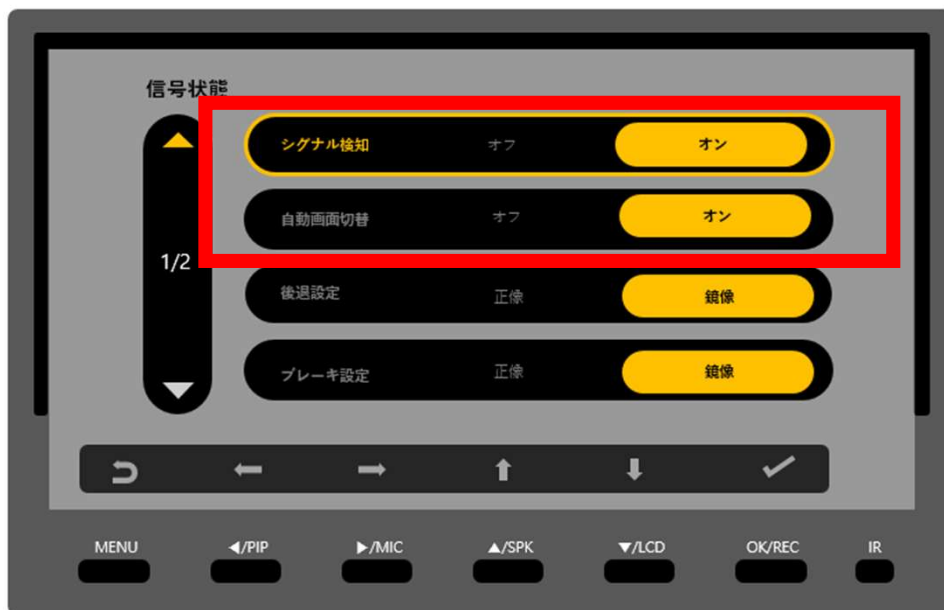 信号状態
シグナル検知 オフ オン
自動画面切替 オフ オン
1/2
後退設定 正像 鏡像
ブレーキ設定 正像 鏡像
MENU ◀/PIP ▶/MIC ▲/SPK ▼/LCD OK/REC IR